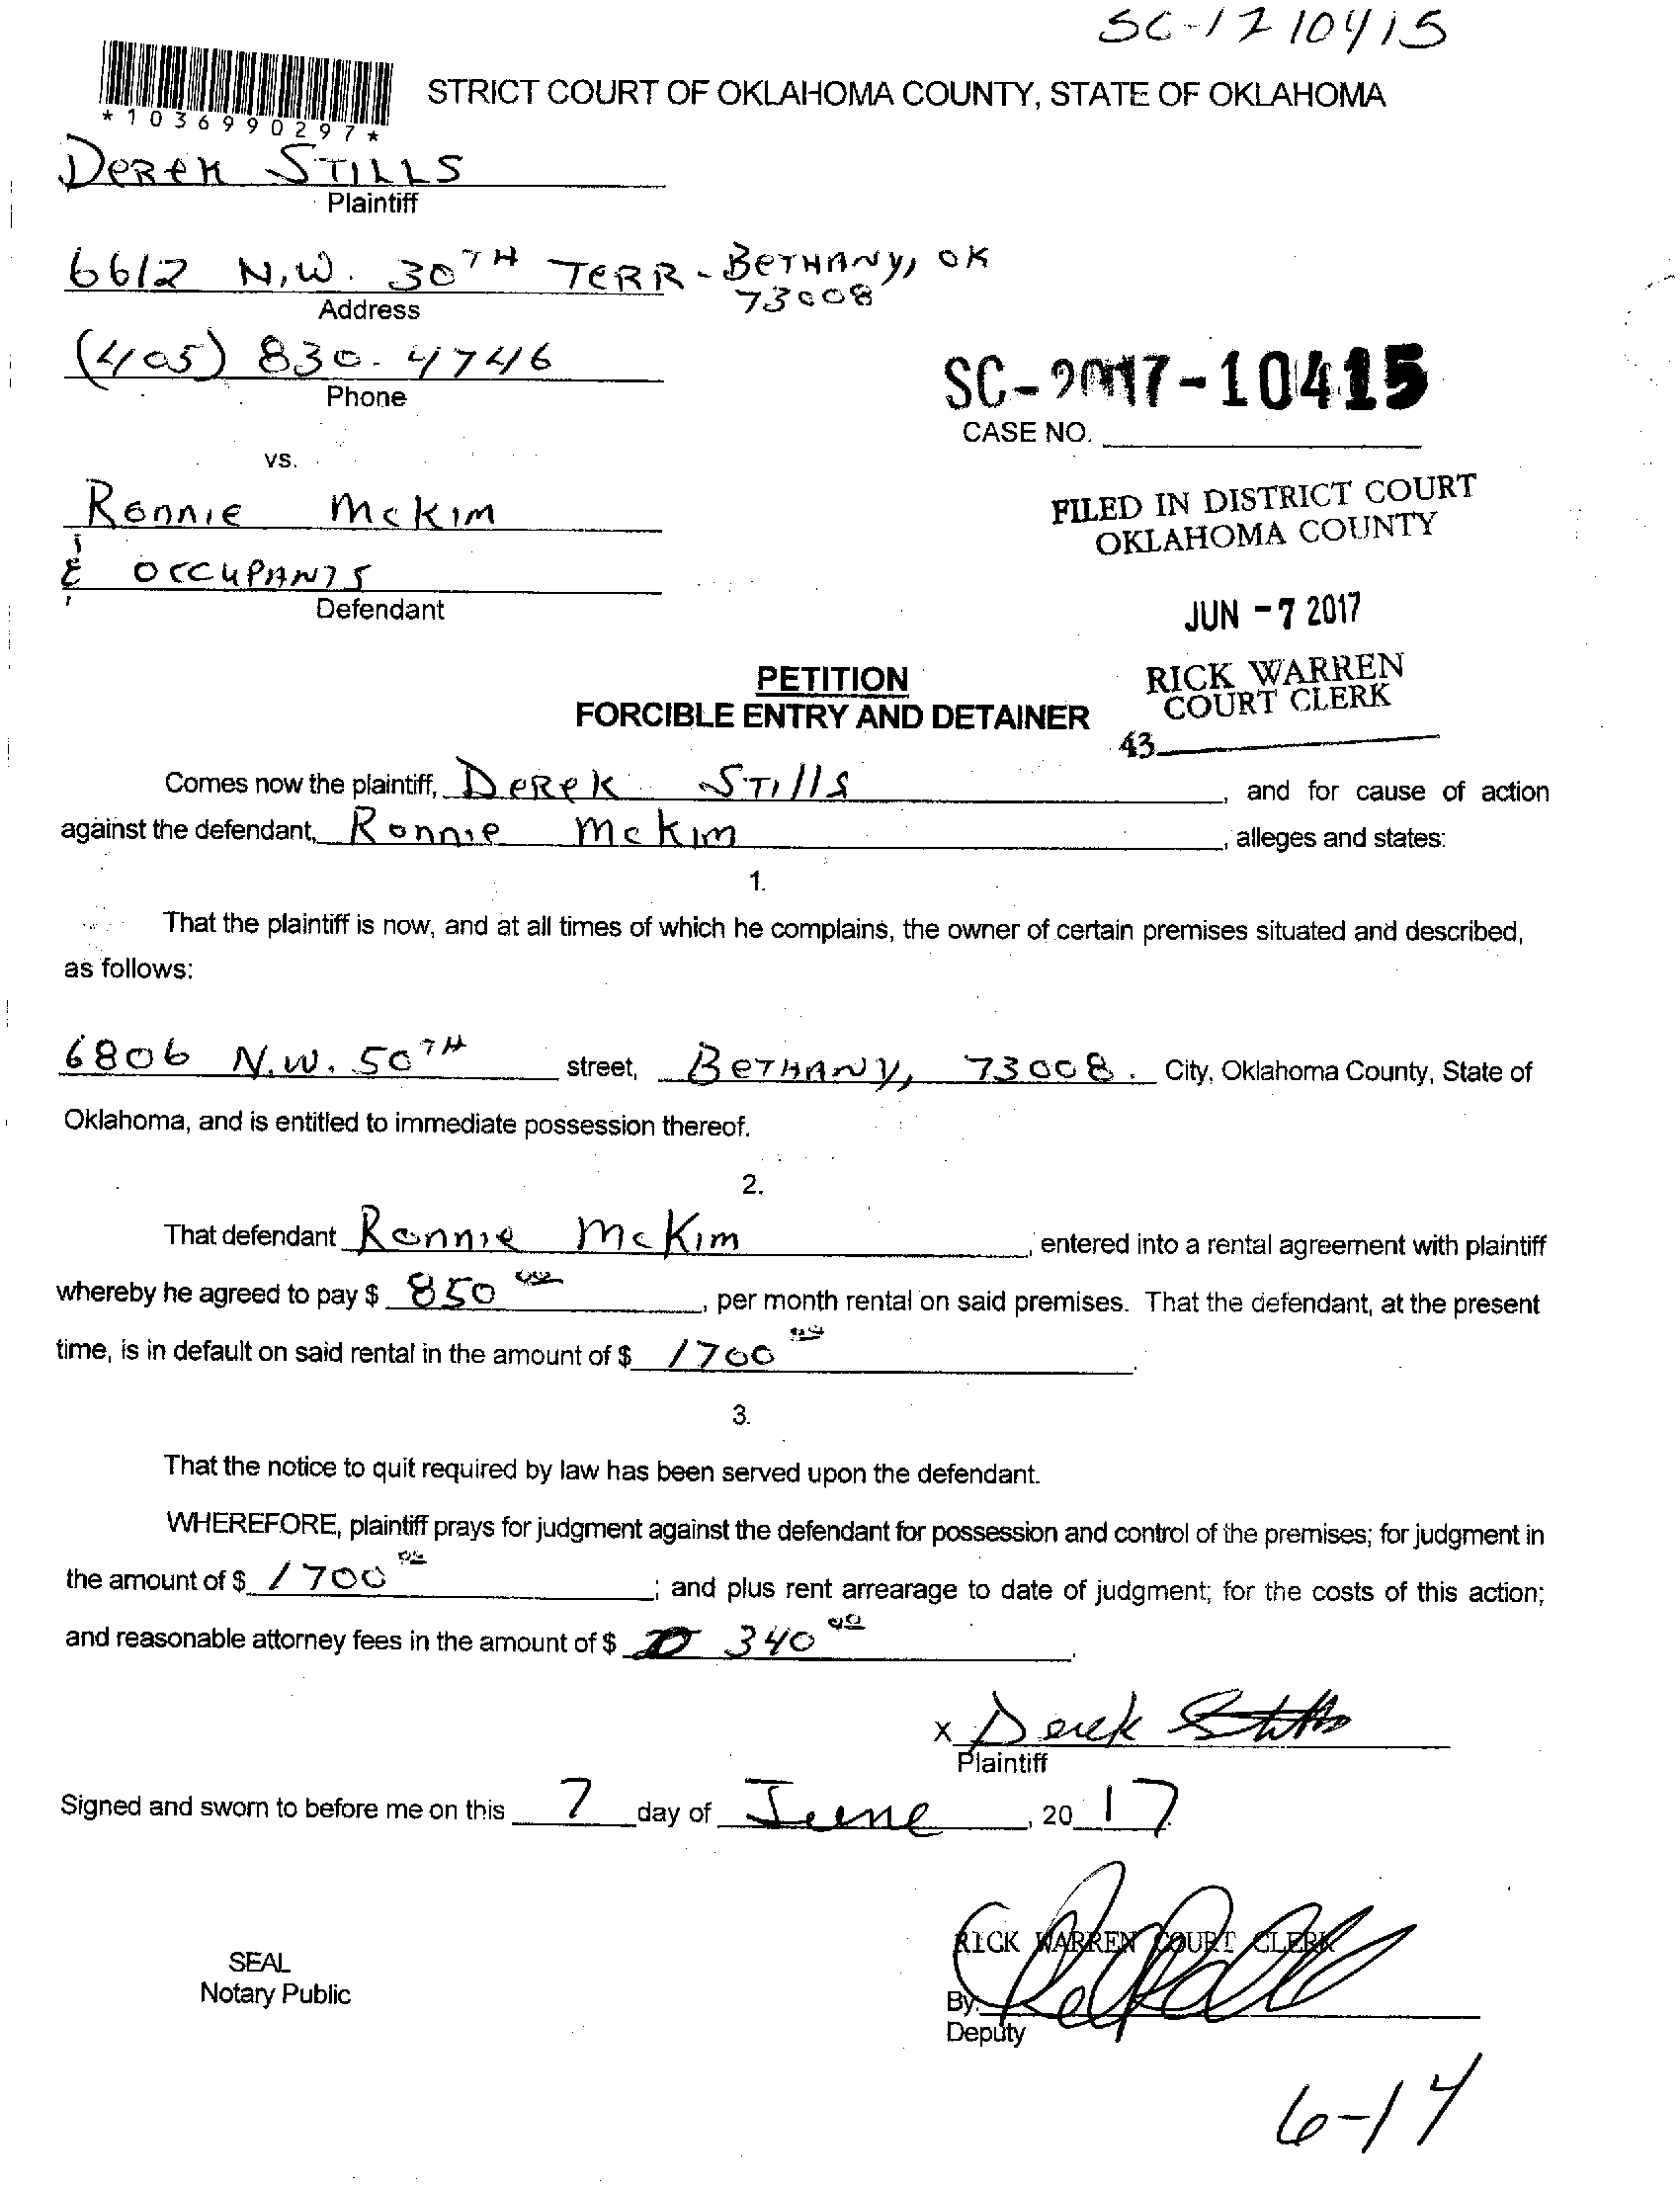 SC-17 10415
*1036990297*
STRICT COURT OF OKLAHOMA COUNTY, STATE OF OKLAHOMA
DEREK STILLS
Plaintiff
6612 N.W. 30TH TERR - BETHANY, OK
73008
Address
(405) 830-4746
Phone
SC-2017-10415
CASE NO.
vs.
Ronnie McKim
FILED IN DISTRICT COURT
OKLAHOMA COUNTY
& OCCUPANTS
Defendant
JUN -7 2017
PETITION
FORCIBLE ENTRY AND DETAINER
RICK WARREN
COURT CLERK
43
Comes now the plaintiff, Derek Stills, and for cause of action
against the defendant, Ronnie McKim, alleges and states:
1.
That the plaintiff is now, and at all times of which he complains, the owner of certain premises situated and described,
as follows:
6806 N.W. 50TH street, BETHANY, 73008. City, Oklahoma County, State of
Oklahoma, and is entitled to immediate possession thereof.
2.
That defendant Ronnie McKim, entered into a rental agreement with plaintiff
whereby he agreed to pay $ 850 00, per month rental on said premises. That the defendant, at the present
time, is in default on said rental in the amount of $ 1700 00.
3.
That the notice to quit required by law has been served upon the defendant.
WHEREFORE, plaintiff prays for judgment against the defendant for possession and control of the premises; for judgment in
the amount of $ 1700 00; and plus rent arrearage to date of judgment; for the costs of this action;
and reasonable attorney fees in the amount of $ 340 00.
x Derek Stills
Plaintiff
Signed and sworn to before me on this 7 day of June, 20 17
RICK WARREN COURT CLERK
SEAL
Notary Public
By:
Deputy
6-14